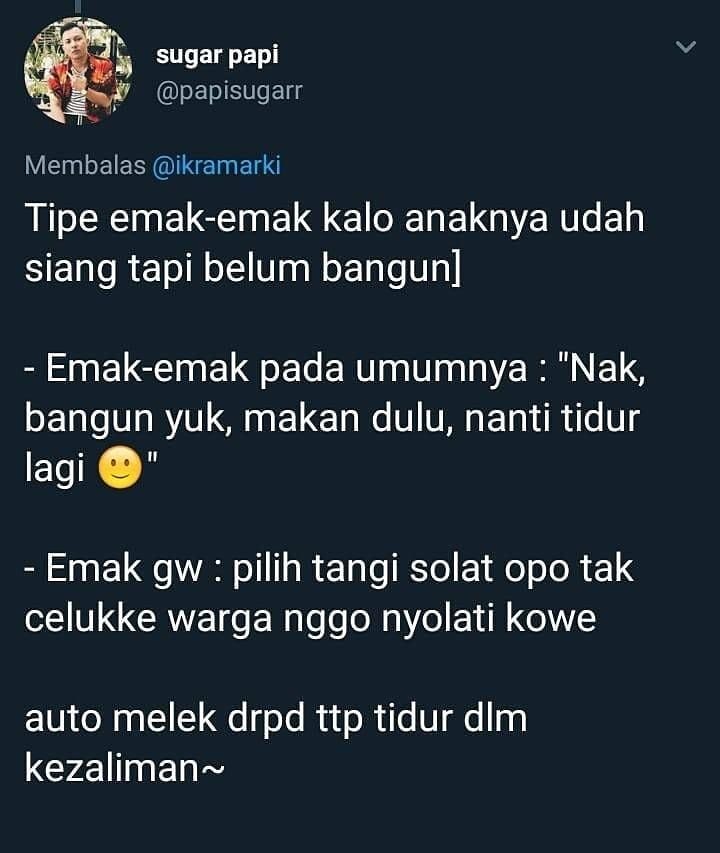 sugar papi
@papisugarr
Membalas @ikramarki
Tipe emak-emak kalo anaknya udah
siang tapi belum bangun]
- Emak-emak pada umumnya : "Nak,
bangun yuk, makan dulu, nanti tidur
lagi 🙂"
- Emak gw : pilih tangi solat opo tak
celukke warga nggo nyolati kowe
auto melek drpd ttp tidur dlm
kezaliman~